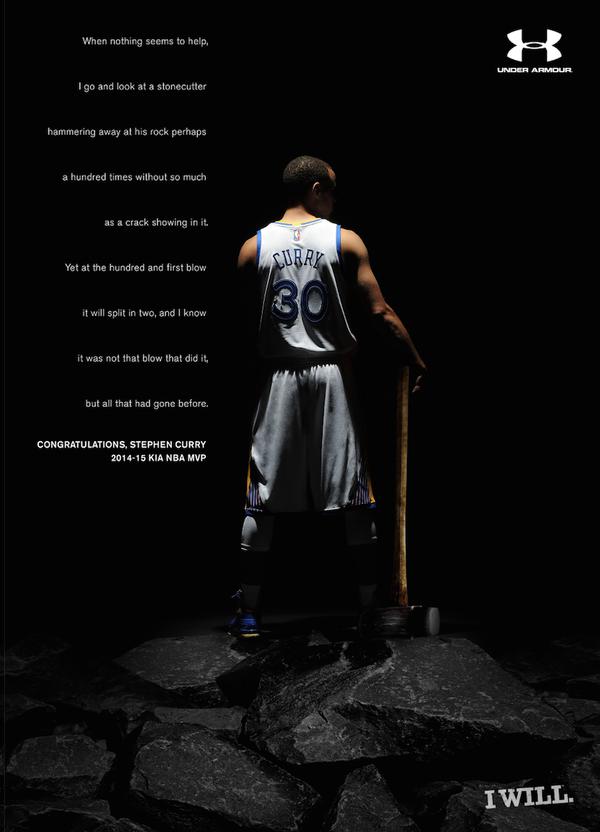 When nothing seems to help,
I go and look at a stonecutter
hammering away at his rock perhaps
a hundred times without so much
as a crack showing in it.
Yet at the hundred and first blow
it will split in two, and I know
it was not that blow that did it,
but all that had gone before.
CONGRATULATIONS, STEPHEN CURRY
2014-15 KIA NBA MVP
UNDER ARMOUR
CURRY
30
I WILL.